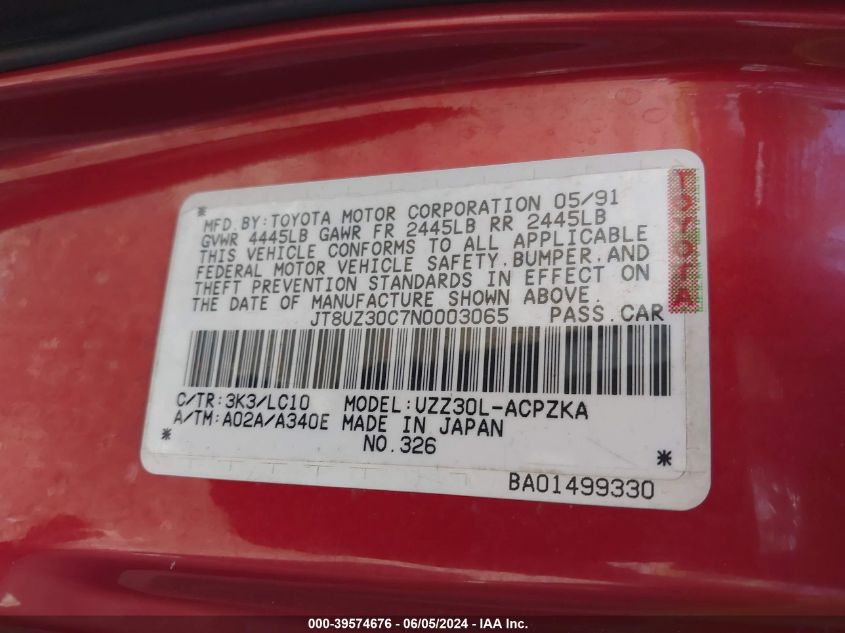 * MFD.BY:TOYOTA MOTOR CORPORATION 05/91
GVWR 4445LB GAWR FR 2445LB RR 2445LB
THIS VEHICLE CONFORMS TO ALL APPLICABLE
FEDERAL MOTOR VEHICLE SAFETY,BUMPER,AND
THEFT PREVENTION STANDARDS IN EFFECT ON
THE DATE OF MANUFACTURE SHOWN ABOVE.
JT8UZ30C7N0003065 PASS.CAR
TOYOTA
C/TR:3K3/LC10 MODEL:UZZ30L-ACPZKA
A/TM:A02A/A340E MADE IN JAPAN
* NO.326 *
BA01499330
000-39574676 - 06/05/2024 - IAA Inc.